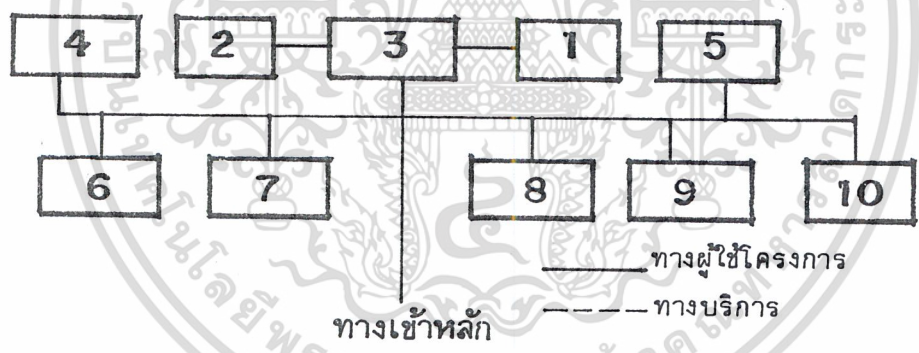 4 2 3 1 5
6 7 8 9 10
ทางผู้ใช้โครงการ
ทางบริการ
ทางเข้าหลัก